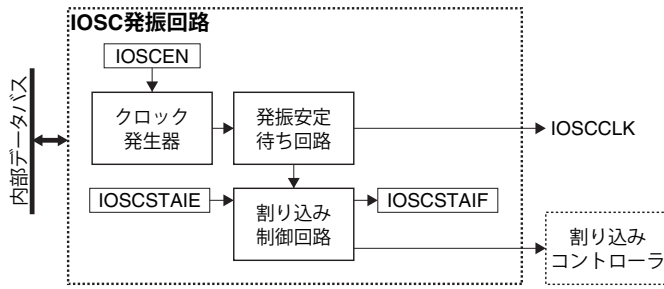 IOSC発振回路
IOSCEN
内部データバス
クロック
発生器
発振安定
待ち回路
IOSCCLK
IOSCSTAIE
割り込み
制御回路
IOSCSTAIF
割り込み
コントローラ